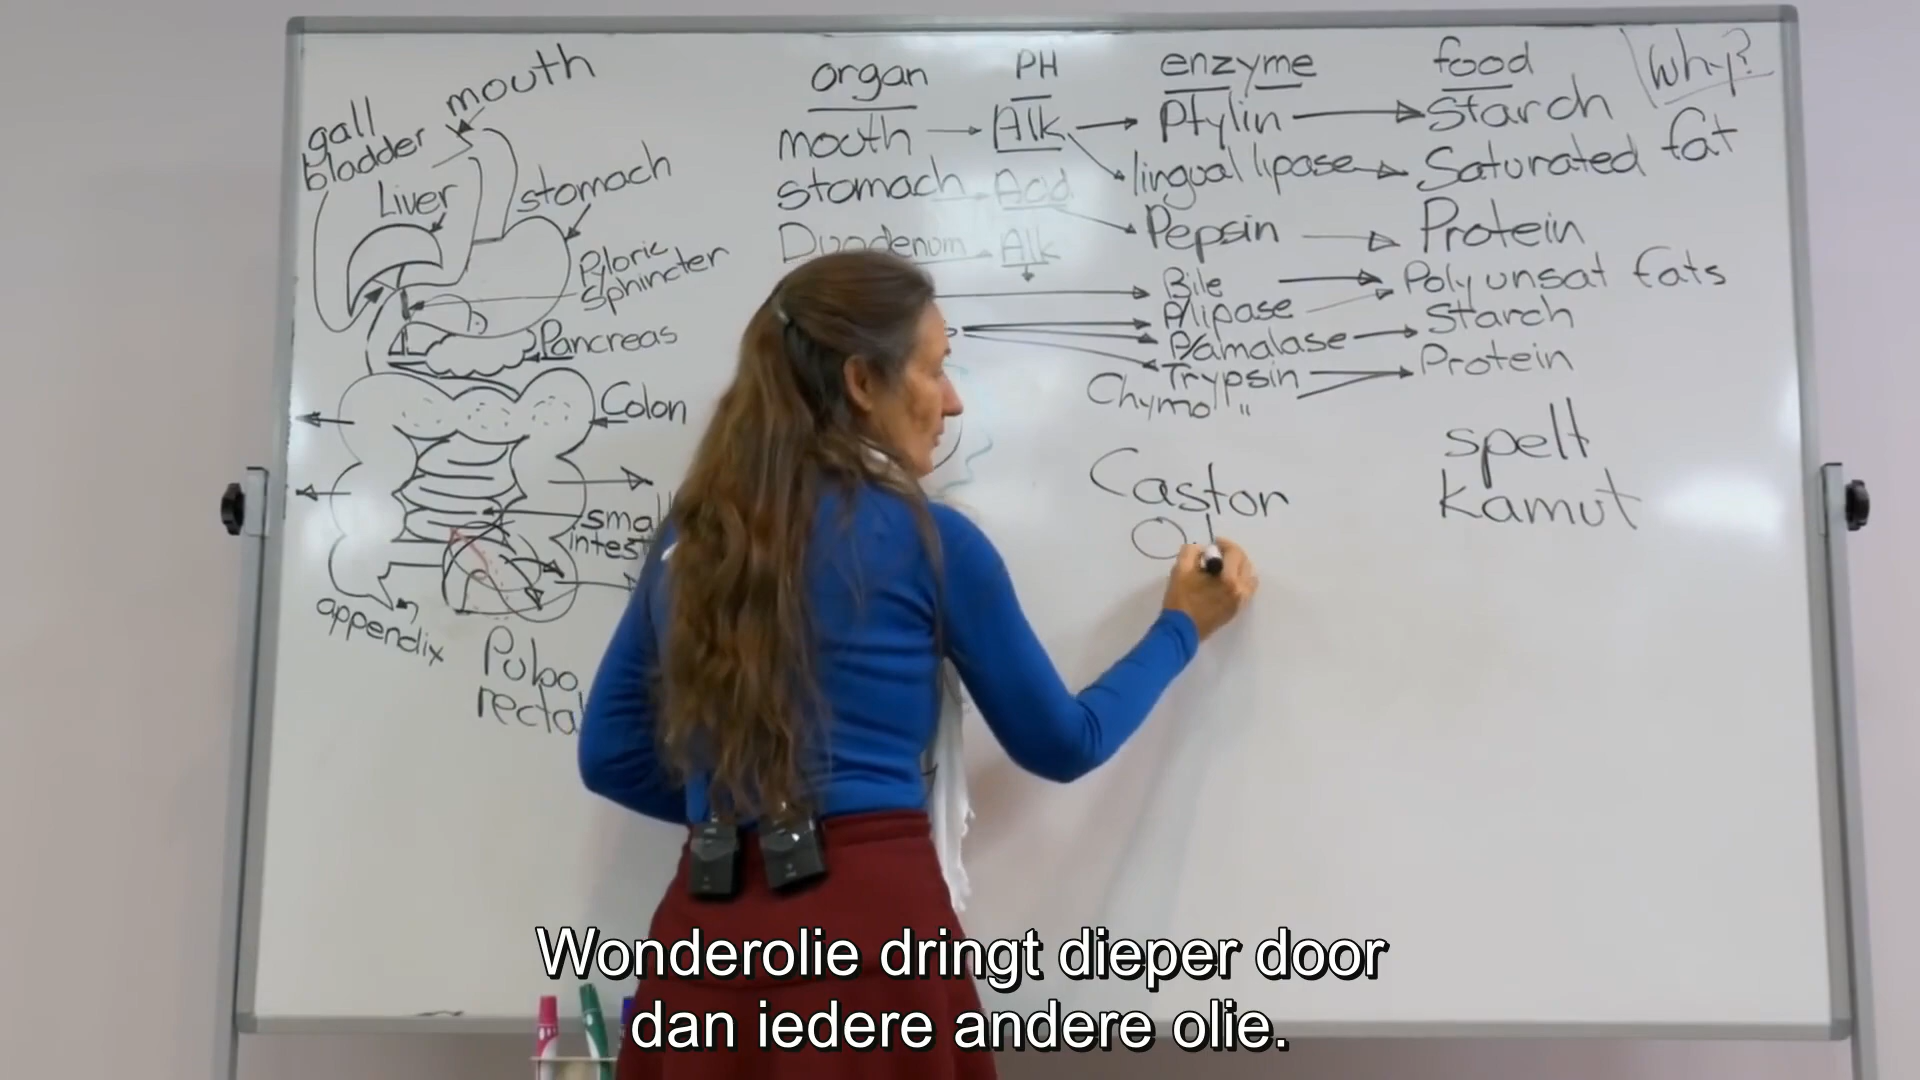 gall
bladder
mouth
Liver
stomach
Pyloric
Sphincter
Pancreas
Colon
small
intest
appendix
Pubo
recta
organ PH enzyme food Why?
mouth Alk Ptylin Starch
lingual lipase Saturated fat
stomach Acid
Pepsin Protein
Duodenum Alk
Bile Poly unsat fats
P/lipase
P/amalase Starch
Trypsin Protein
Chymo "
Castor
spelt
Kamut
Wonderolie dringt dieper door
dan iedere andere olie.